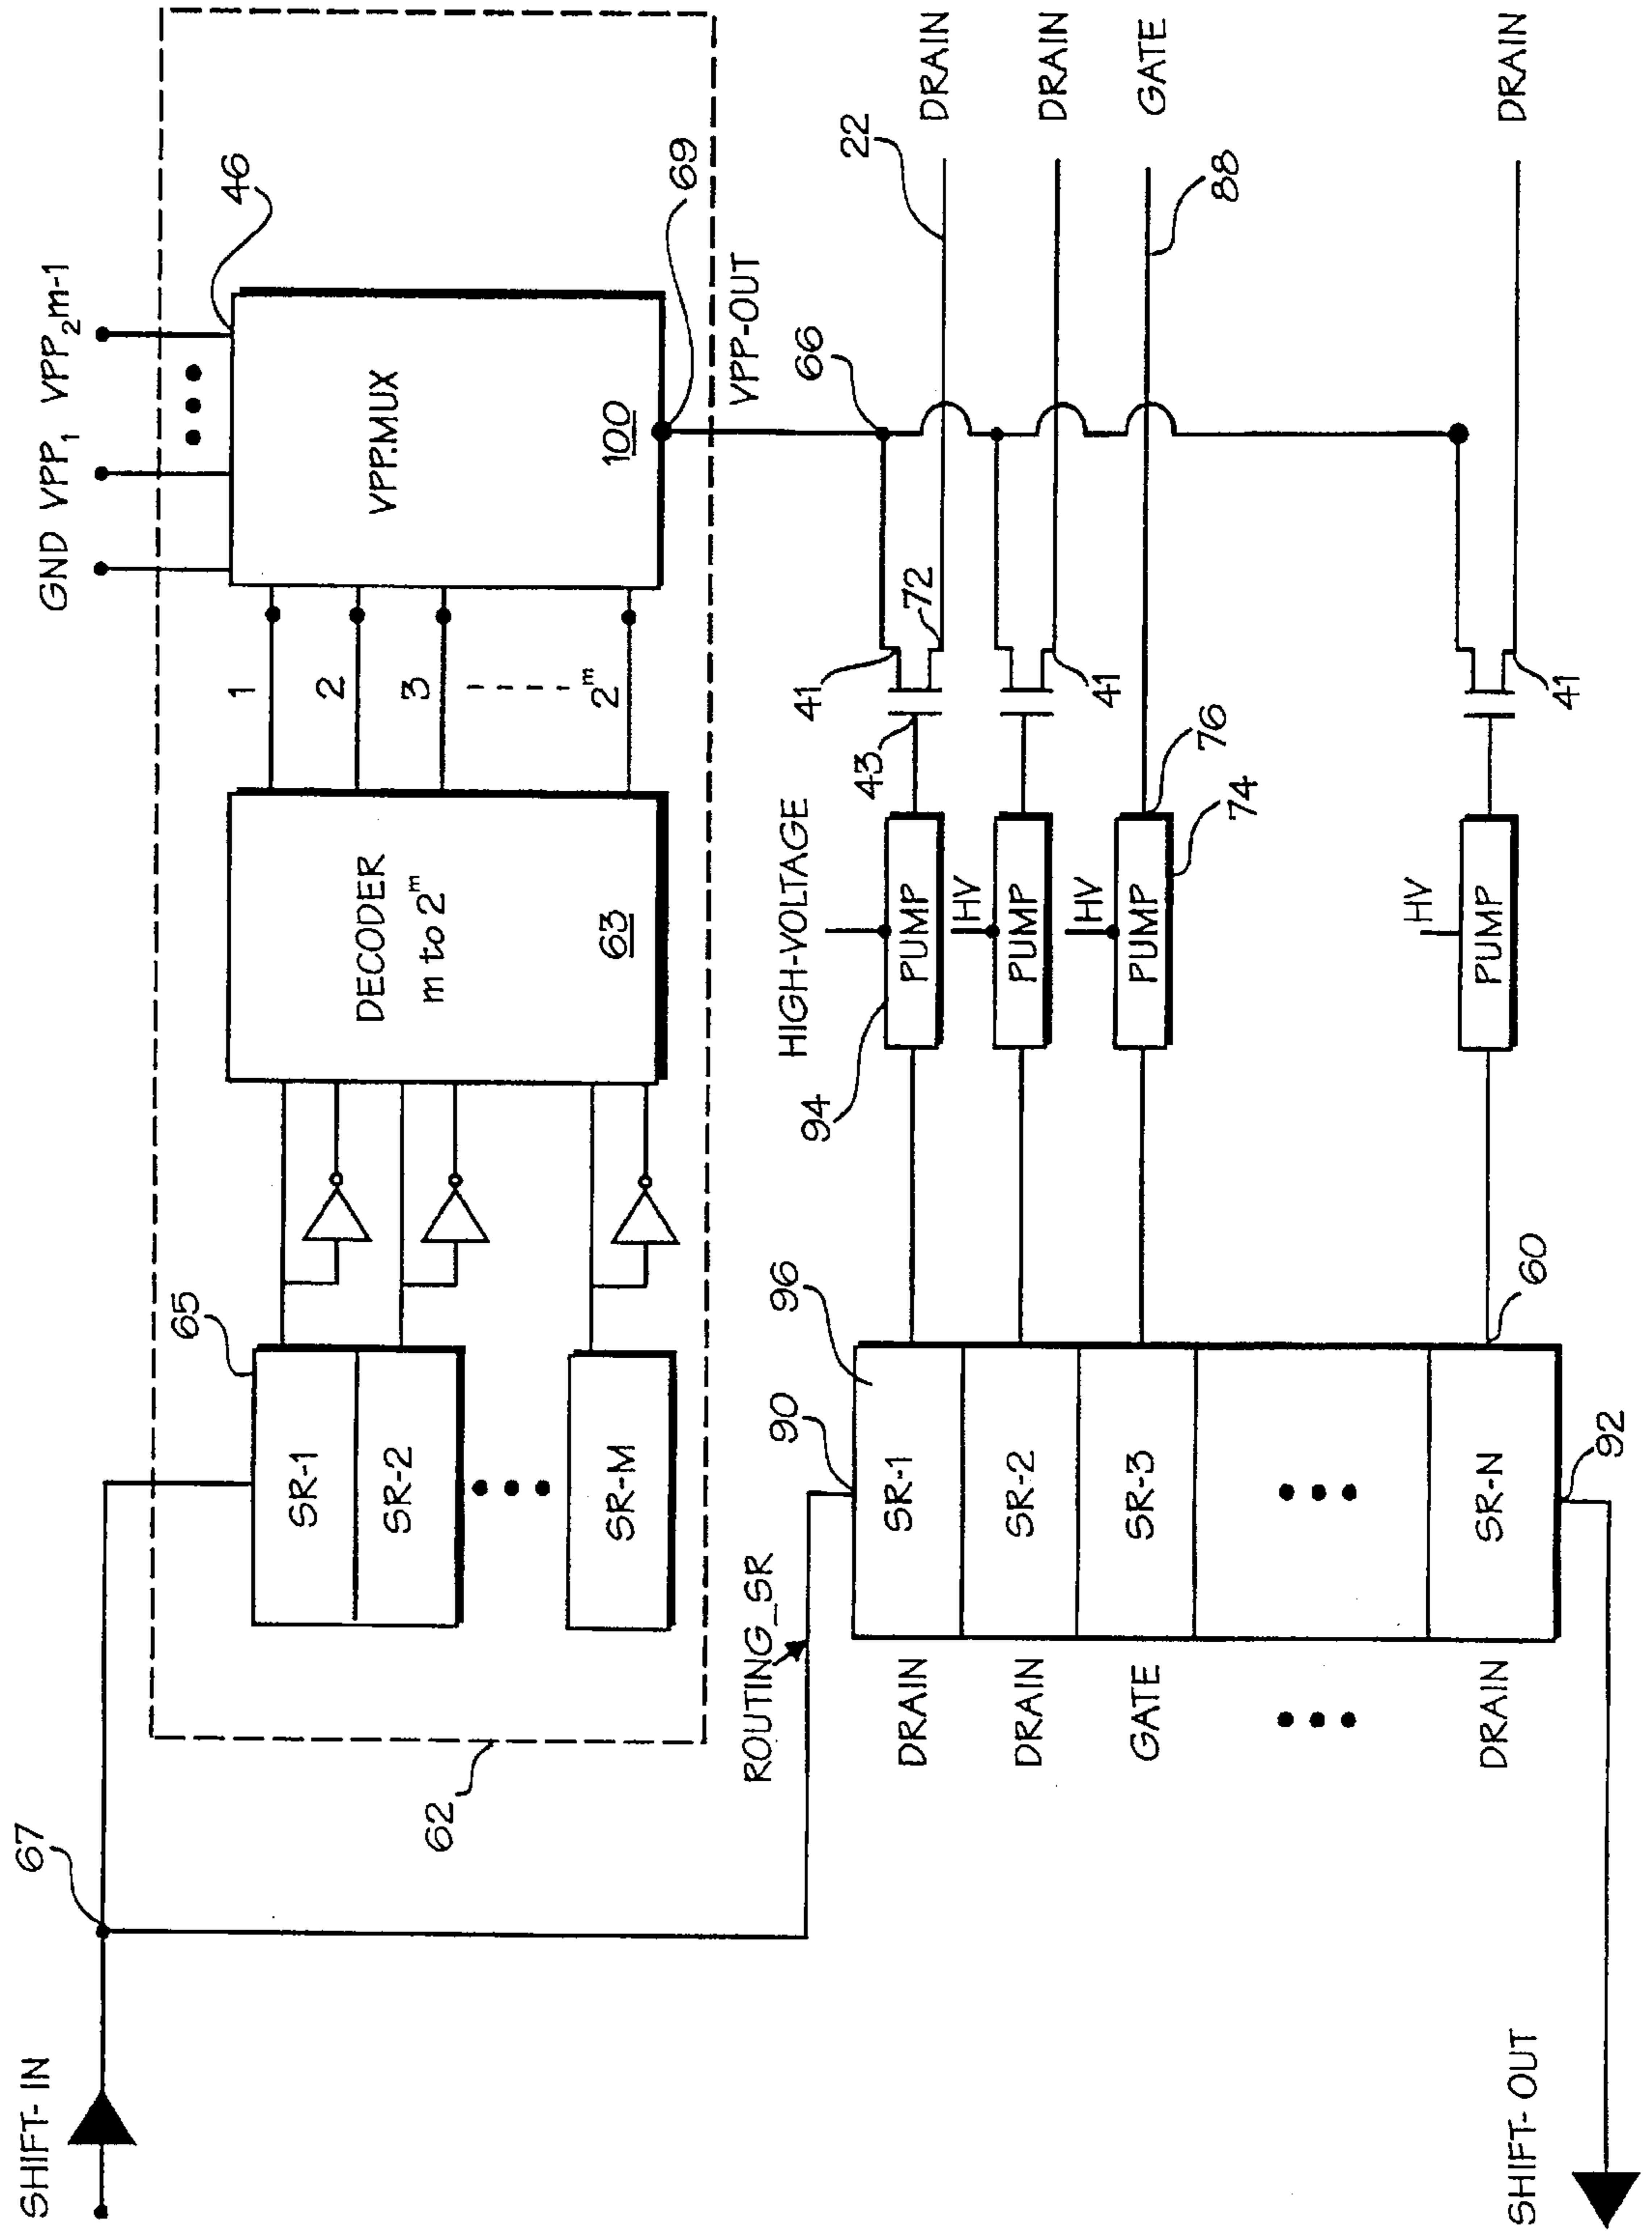 SHIFT-IN
67
62
65
SR-1
SR-2
SR-M
DECODER
m to 2^m
63
1
2
3
2^m
GND VPP1 VPP2m-1
46
VPP.MUX
100
69
VPP-OUT
ROUTING_SR
90
96
SR-1
SR-2
SR-3
SR-N
DRAIN
DRAIN
GATE
DRAIN
60
92
94
HIGH-VOLTAGE
PUMP
HV
PUMP
HV
PUMP
HV
PUMP
74
76
43
41
72
41
41
66
22
88
DRAIN
DRAIN
GATE
DRAIN
SHIFT-OUT